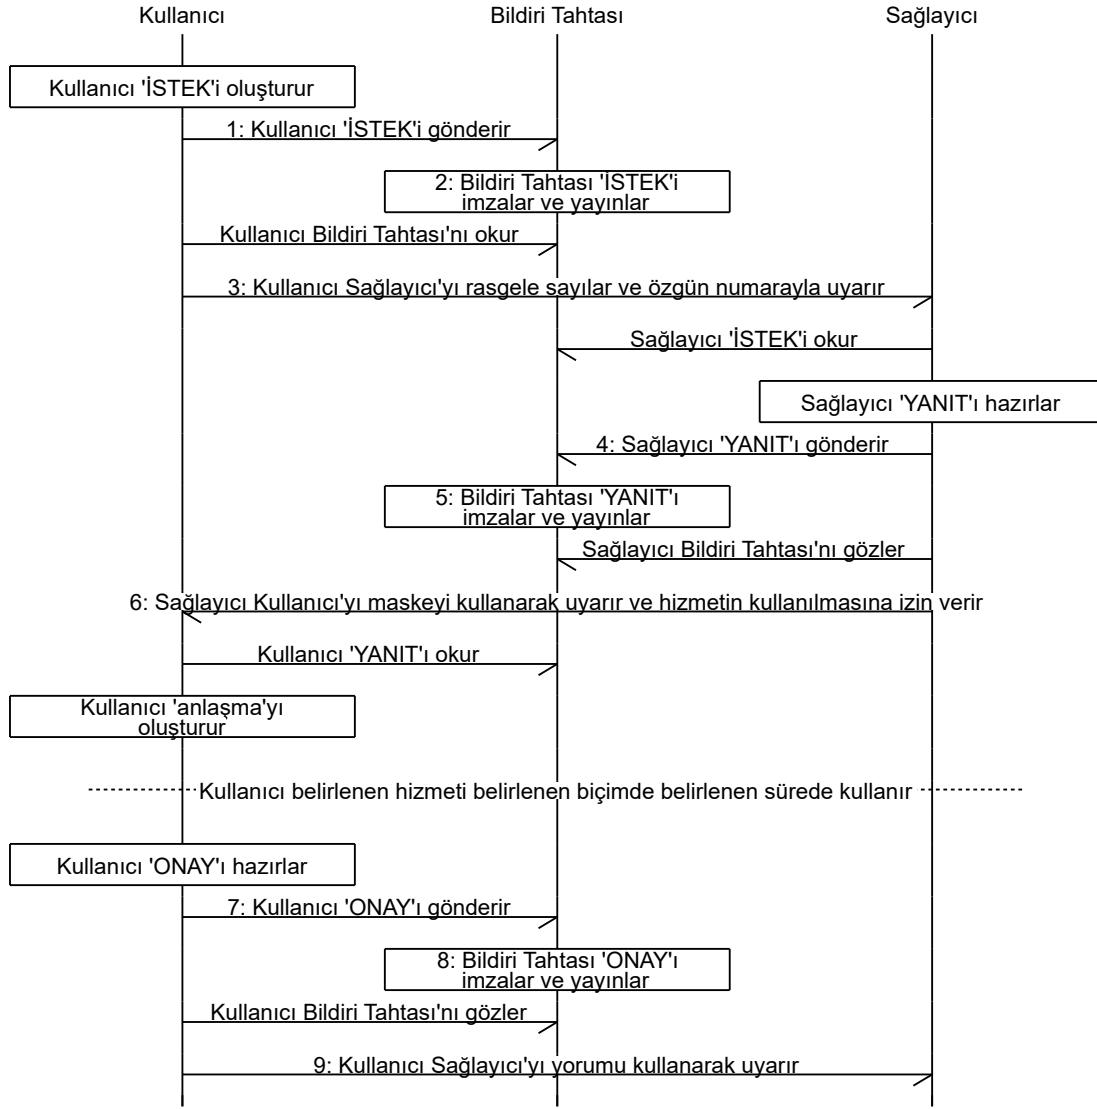 Kullanıcı
Bildiri Tahtası
Sağlayıcı
Kullanıcı 'İSTEK'i oluşturur
1: Kullanıcı 'İSTEK'i gönderir
2: Bildiri Tahtası 'İSTEK'i
imzalar ve yayınlar
Kullanıcı Bildiri Tahtası'nı okur
3: Kullanıcı Sağlayıcı'yı rasgele sayılar ve özgün numarayla uyarır
Sağlayıcı 'İSTEK'i okur
Sağlayıcı 'YANIT'ı hazırlar
4: Sağlayıcı 'YANIT'ı gönderir
5: Bildiri Tahtası 'YANIT'ı
imzalar ve yayınlar
Sağlayıcı Bildiri Tahtası'nı gözler
6: Sağlayıcı Kullanıcı'yı maskeyi kullanarak uyarır ve hizmetin kullanılmasına izin verir
Kullanıcı 'YANIT'ı okur
Kullanıcı 'anlaşma'yı
oluşturur
Kullanıcı belirlenen hizmeti belirlenen biçimde belirlenen sürede kullanır
Kullanıcı 'ONAY'ı hazırlar
7: Kullanıcı 'ONAY'ı gönderir
8: Bildiri Tahtası 'ONAY'ı
imzalar ve yayınlar
Kullanıcı Bildiri Tahtası'nı gözler
9: Kullanıcı Sağlayıcı'yı yorumu kullanarak uyarır